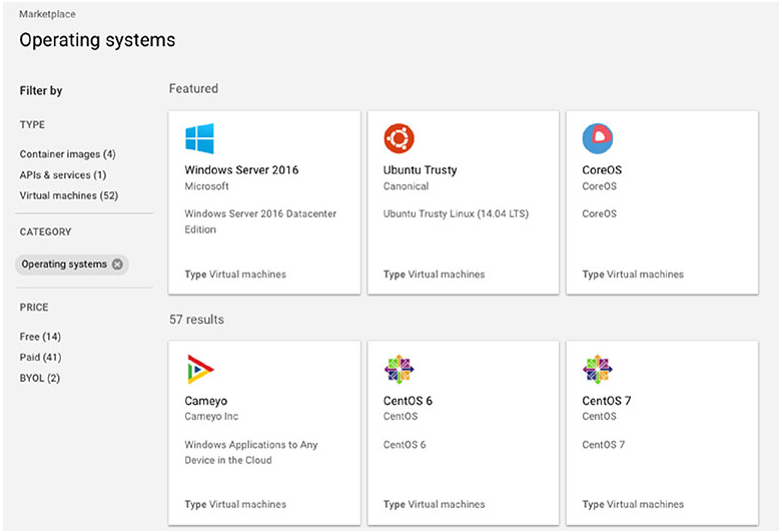 Marketplace
Operating systems
Filter by
TYPE
Container images (4)
APIs & services (1)
Virtual machines (52)
CATEGORY
Operating systems
PRICE
Free (14)
Paid (41)
BYOL (2)
Featured
Windows Server 2016
Microsoft
Windows Server 2016 Datacenter
Edition
Type Virtual machines
Ubuntu Trusty
Canonical
Ubuntu Trusty Linux (14.04 LTS)
Type Virtual machines
CoreOS
CoreOS
CoreOS
Type Virtual machines
57 results
Cameyo
Cameyo Inc
Windows Applications to Any
Device in the Cloud
Type Virtual machines
CentOS 6
CentOS
CentOS 6
Type Virtual machines
CentOS 7
CentOS
CentOS 7
Type Virtual machines